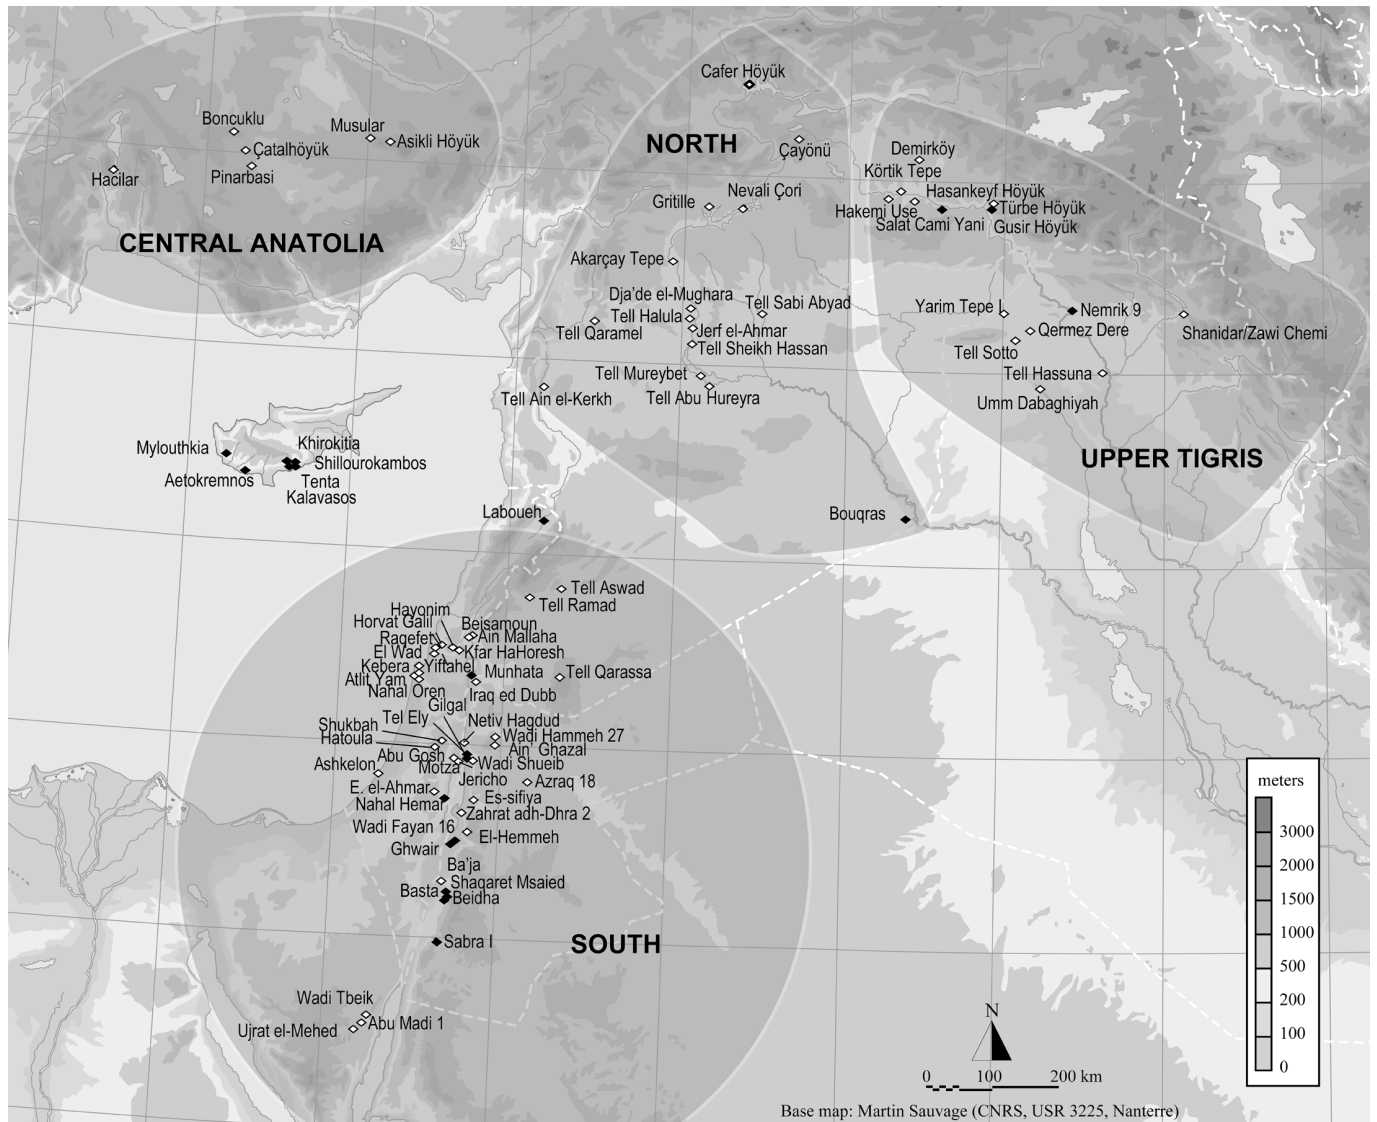 Cafer Höyük
NORTH
Çayönü
Boncuklu
Musular
Asikli Höyük
Çatalhöyük
Pinarbasi
Hacilar
CENTRAL ANATOLIA
Demirköy
Körtik Tepe
Hasankeyf Höyük
Hakemi Use
Türbe Höyük
Salat Cami Yani
Gusir Höyük
Nevali Çori
Gritille
Akarçay Tepe
Dja'de el-Mughara
Tell Sabi Abyad
Tell Halula
Tell Qaramel
Jerf el-Ahmar
Tell Sheikh Hassan
Tell Mureybet
Tell Ain el-Kerkh
Tell Abu Hureyra
Yarim Tepe I
Nemrik 9
Qermez Dere
Shanidar/Zawi Chemi
Tell Sotto
Tell Hassuna
Umm Dabaghiyah
UPPER TIGRIS
Mylouthkia
Khirokitia
Shillourokambos
Aetokremnos
Tenta
Kalavasos
Laboueh
Bouqras
Tell Aswad
Tell Ramad
Hayonim
Horvat Galil
Beisamoun
Raqefet
Ain Mallaha
El Wad
Kfar HaHoresh
Kebera
Yiftahel
Munhata
Tell Qarassa
Atlit Yam
Nahal Oren
Iraq ed Dubb
Gilgal
Tel Ely
Netiv Hagdud
Shukbah
Wadi Hammeh 27
Hatoula
Ain' Ghazal
Abu Gosh
Wadi Shueib
Ashkelon
Motza
Jericho
Azraq 18
E. el-Ahmar
Es-sifiya
Nahal Hemar
Zahrat adh-Dhra 2
Wadi Fayan 16
El-Hemmeh
Ghwair
Ba'ja
Shaqaret Msaied
Basta
Beidha
Sabra I
SOUTH
Wadi Tbeik
Abu Madi 1
Ujrat el-Mehed
meters
3000
2000
1500
1000
500
200
100
0
N
0 100 200 km
Base map: Martin Sauvage (CNRS, USR 3225, Nanterre)